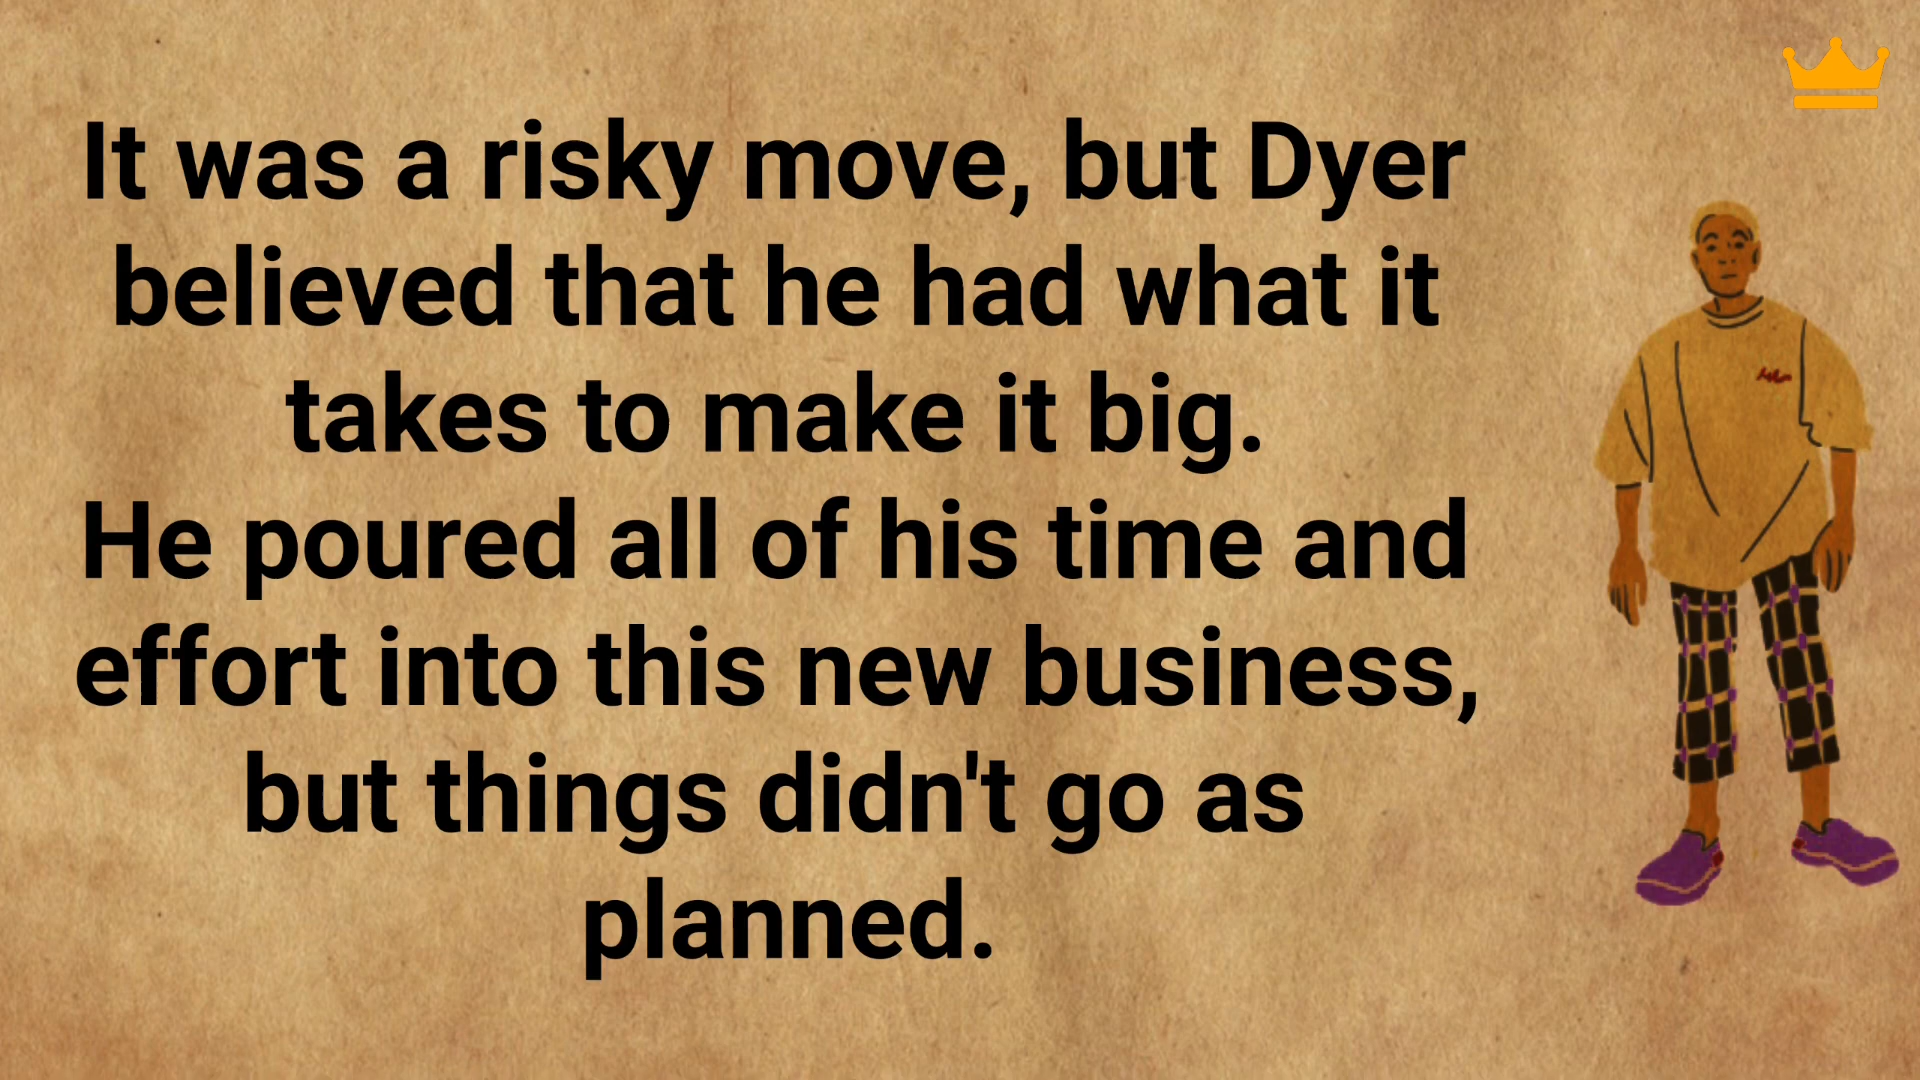 It was a risky move, but Dyer
believed that he had what it
takes to make it big.
He poured all of his time and
effort into this new business,
but things didn't go as
planned.